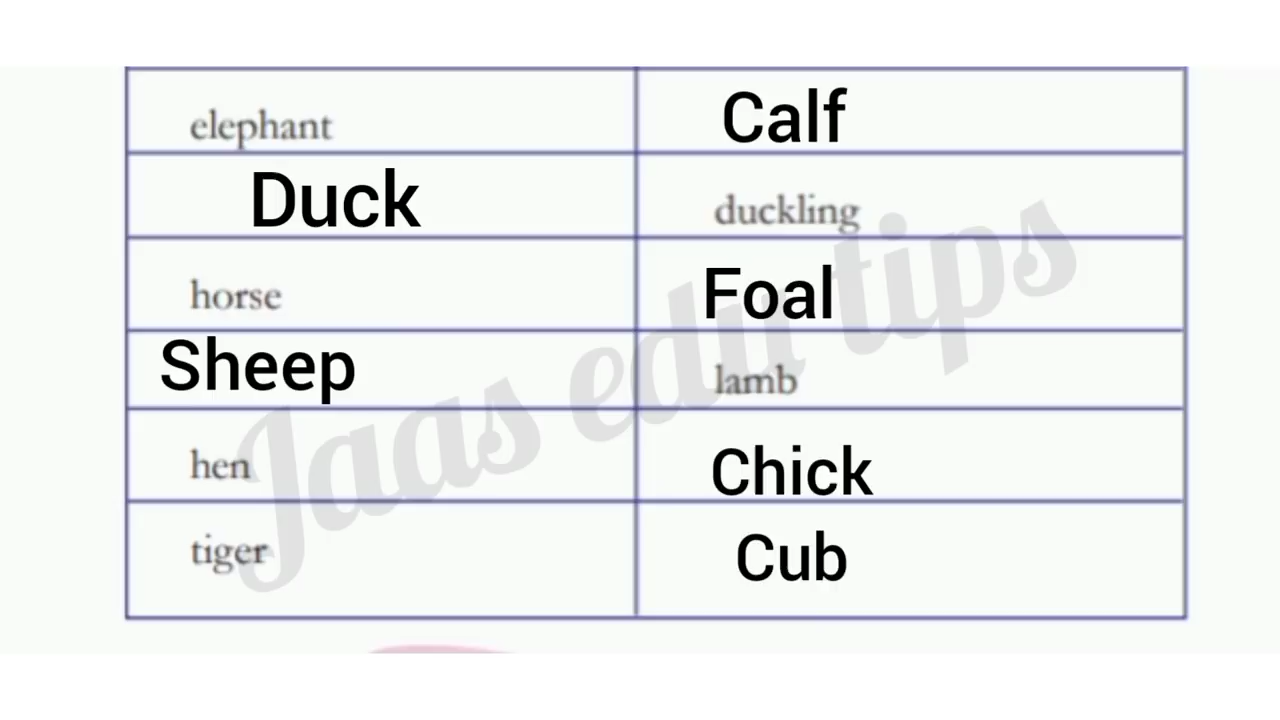 elephant Calf
Duck duckling
horse Foal
Sheep lamb
hen Chick
tiger Cub
Jaas edu tips